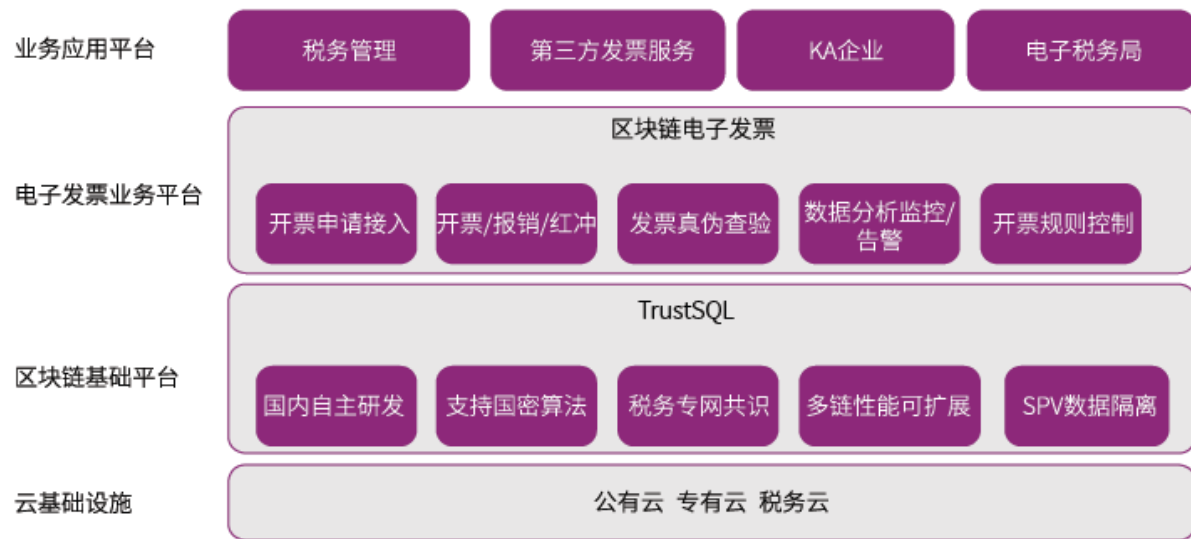 业务应用平台
税务管理
第三方发票服务
KA企业
电子税务局
区块链电子发票
电子发票业务平台
开票申请接入
开票/报销/红冲
发票真伪查验
数据分析监控/
告警
开票规则控制
TrustSQL
区块链基础平台
国内自主研发
支持国密算法
税务专网共识
多链性能可扩展
SPV数据隔离
云基础设施
公有云 专有云 税务云